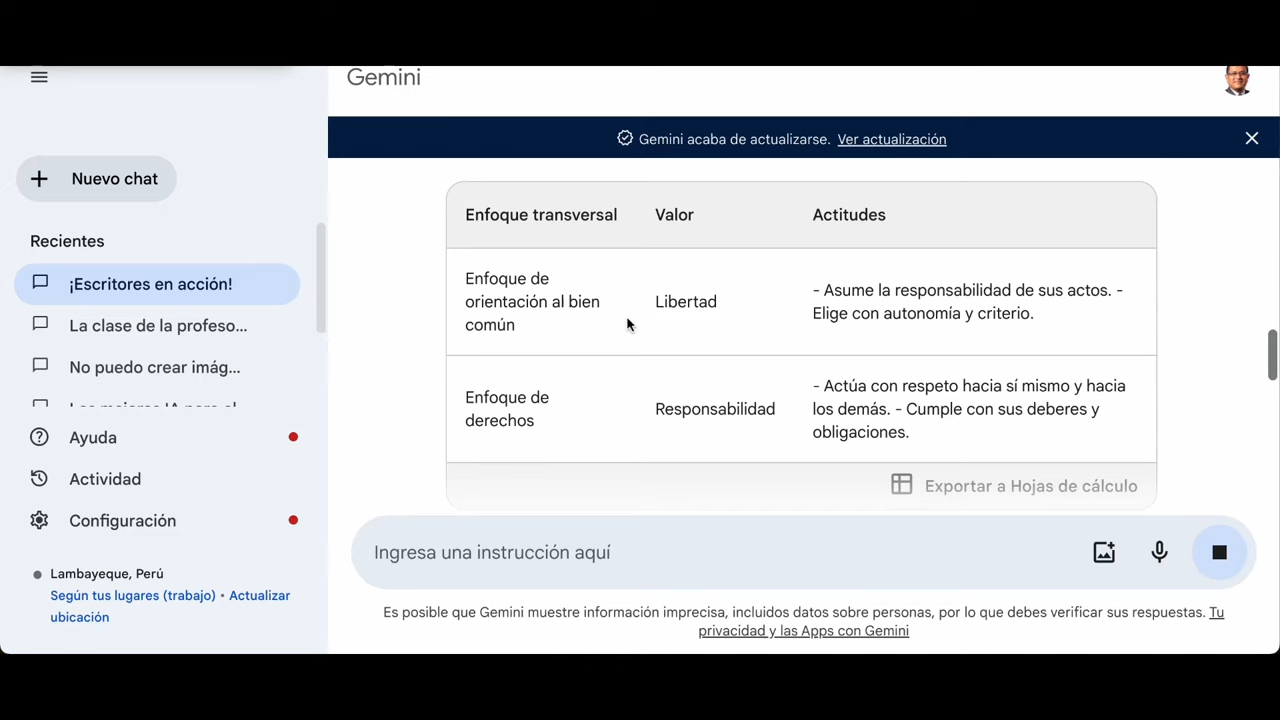 Gemini
Gemini acaba de actualizarse. Ver actualización
Nuevo chat
Recientes
¡Escritores en acción!
La clase de la profeso...
No puedo crear imág...
Ayuda
Actividad
Configuración
Lambayeque, Perú
Según tus lugares (trabajo) • Actualizar
ubicación
Enfoque transversal Valor Actitudes
Enfoque de
orientación al bien
común
Libertad
- Asume la responsabilidad de sus actos. -
Elige con autonomía y criterio.
Enfoque de
derechos
Responsabilidad
- Actúa con respeto hacia sí mismo y hacia
los demás. - Cumple con sus deberes y
obligaciones.
Exportar a Hojas de cálculo
Ingresa una instrucción aquí
Es posible que Gemini muestre información imprecisa, incluidos datos sobre personas, por lo que debes verificar sus respuestas. Tu
privacidad y las Apps con Gemini